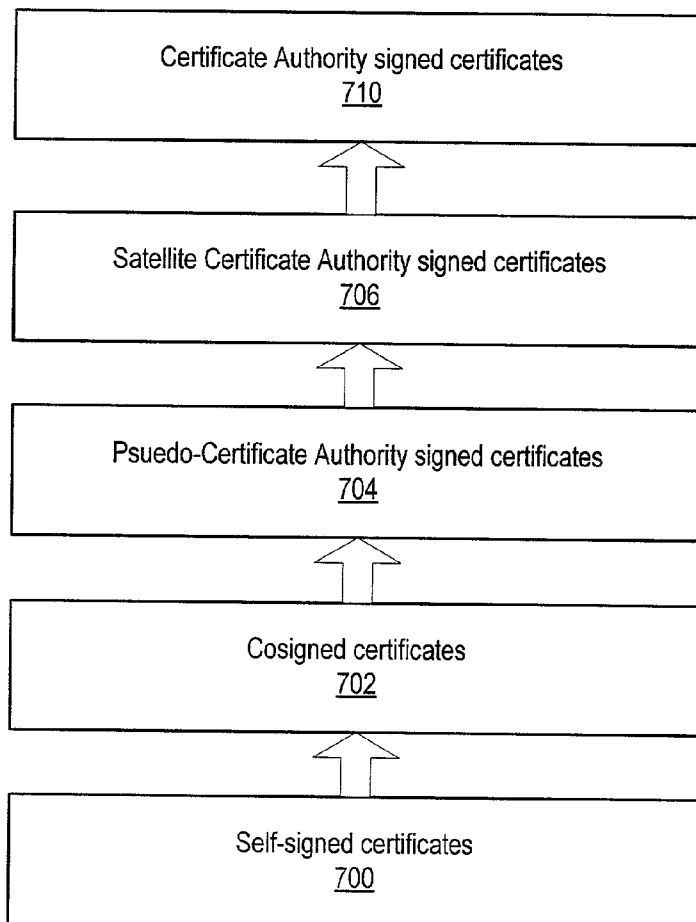 Certificate Authority signed certificates
710
Satellite Certificate Authority signed certificates
706
Psuedo-Certificate Authority signed certificates
704
Cosigned certificates
702
Self-signed certificates
700